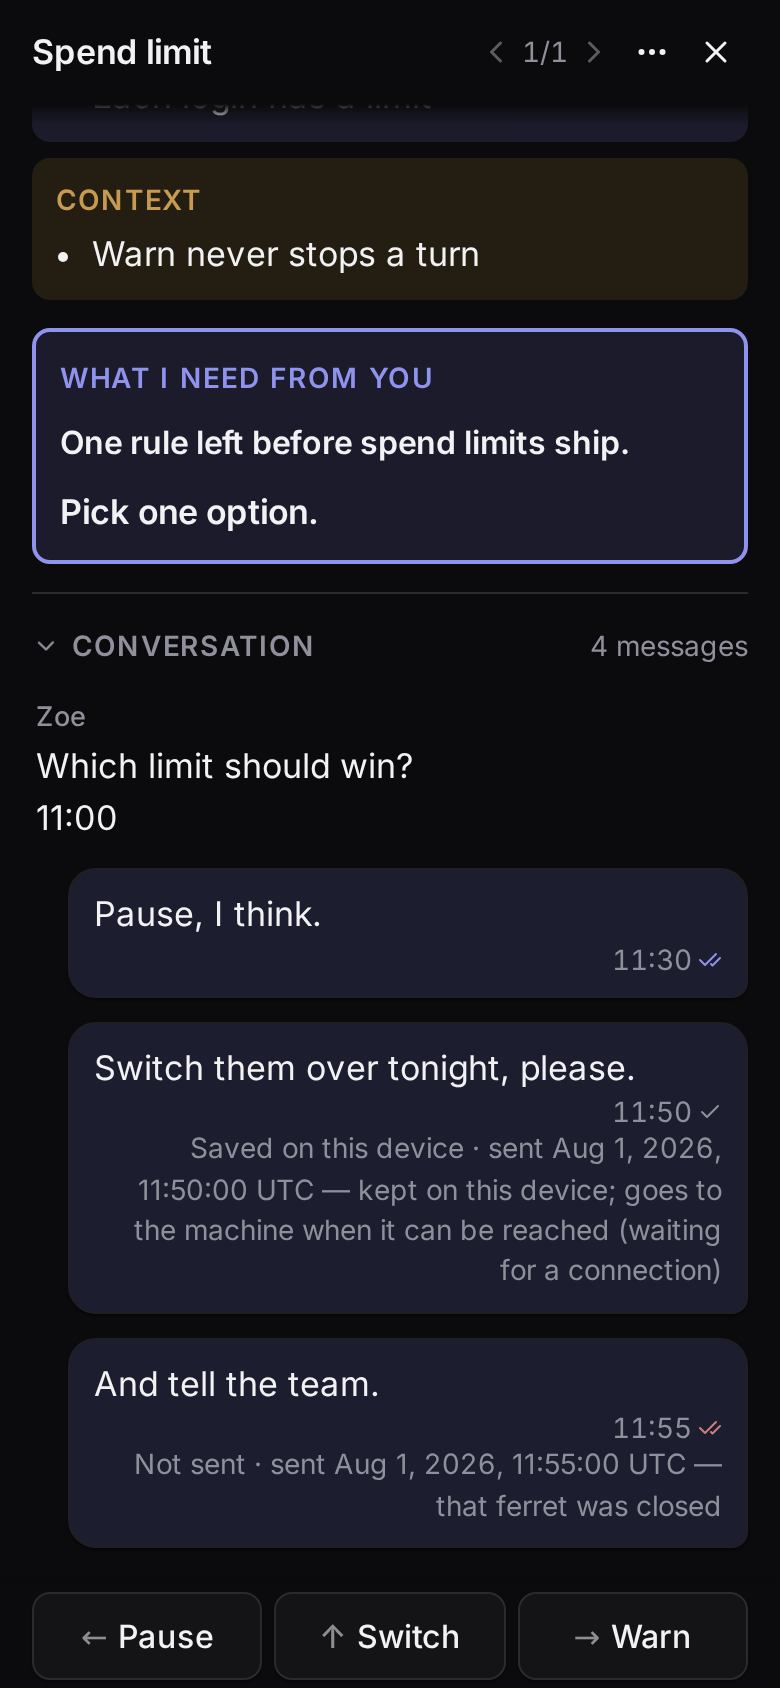 Spend limit
1/1
CONTEXT
• Warn never stops a turn
WHAT I NEED FROM YOU
One rule left before spend limits ship.
Pick one option.
CONVERSATION
4 messages
Zoe
Which limit should win?
11:00
Pause, I think.
11:30
Switch them over tonight, please.
11:50
Saved on this device · sent Aug 1, 2026,
11:50:00 UTC — kept on this device; goes to
the machine when it can be reached (waiting
for a connection)
And tell the team.
11:55
Not sent · sent Aug 1, 2026, 11:55:00 UTC —
that ferret was closed
← Pause
↑ Switch
→ Warn